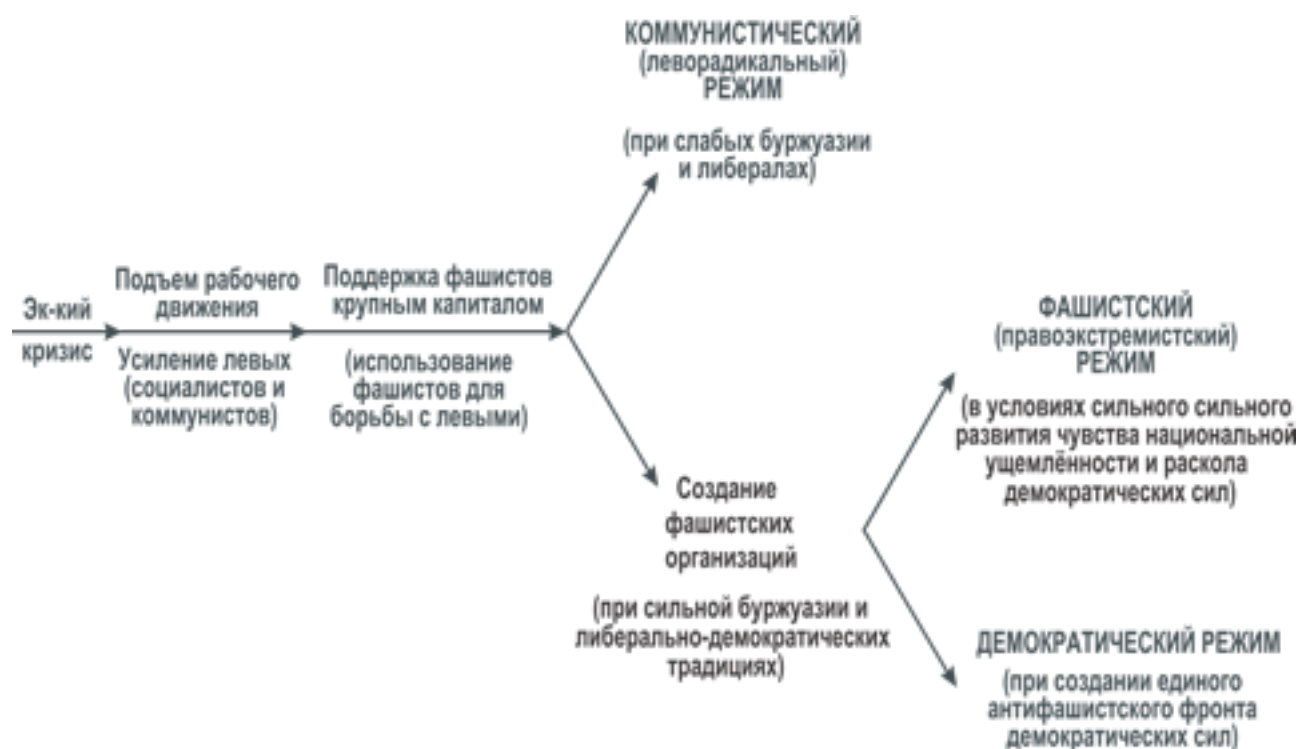 КОММУНИСТИЧЕСКИЙ
(леворадикальный)
РЕЖИМ
(при слабых буржуазии
и либералах)
Эк-кий
кризис
Подъем рабочего
движения
Усиление левых
(социалистов и
коммунистов)
Поддержка фашистов
крупным капиталом
(использование
фашистов для
борьбы с левыми)
Создание
фашистских
организаций
(при сильной буржуазии и
либерально-демократических
традициях)
ФАШИСТСКИЙ
(правоэкстремистский)
РЕЖИМ
(в условиях сильного сильного
развития чувства национальной
ущемлённости и раскола
демократических сил)
ДЕМОКРАТИЧЕСКИЙ РЕЖИМ
(при создании единого
антифашистского фронта
демократических сил)